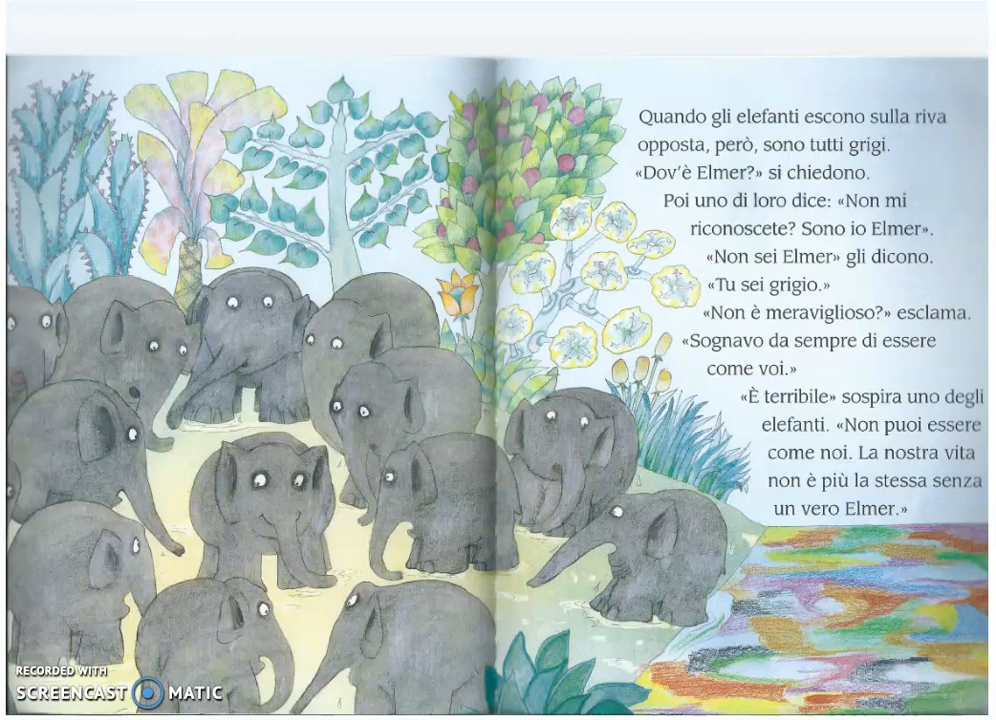 Quando gli elefanti escono sulla riva
opposta, però, sono tutti grigi.
«Dov'è Elmer?» si chiedono.
Poi uno di loro dice: «Non mi
riconoscete? Sono io Elmer».
«Non sei Elmer» gli dicono.
«Tu sei grigio.»
«Non è meraviglioso?» esclama.
«Sognavo da sempre di essere
come voi.»
«È terribile» sospira uno degli
elefanti. «Non puoi essere
come noi. La nostra vita
non è più la stessa senza
un vero Elmer.»
RECORDED WITH
SCREENCAST MATIC